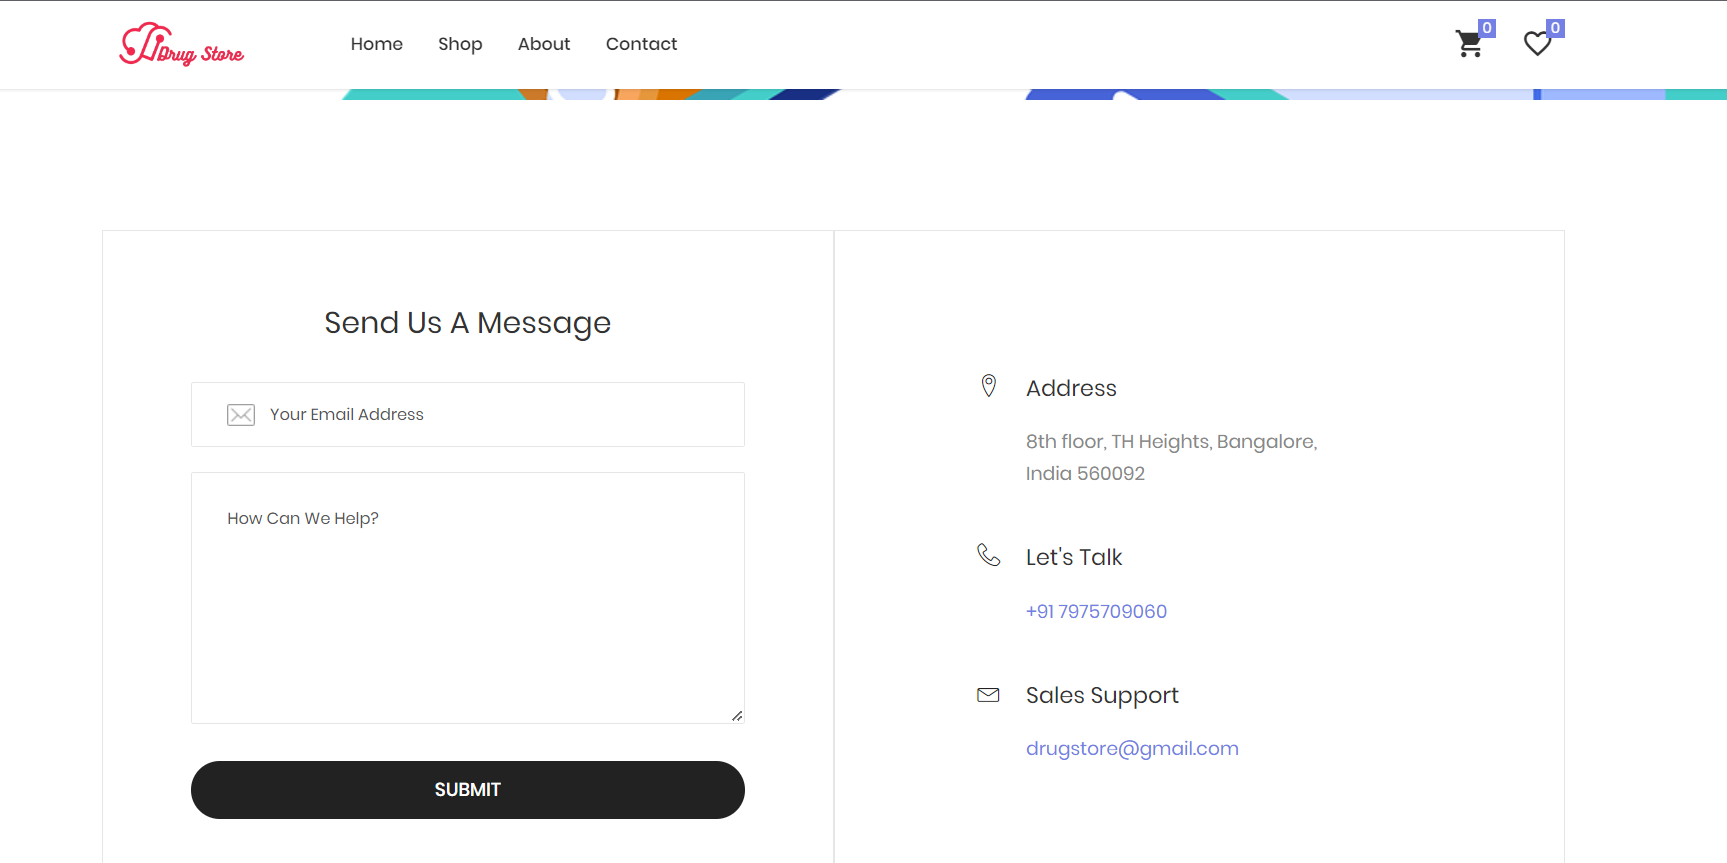 Drug Store
Home Shop About Contact
0 0
Send Us A Message
Your Email Address
How Can We Help?
SUBMIT
Address
8th floor, TH Heights, Bangalore,
India 560092
Let's Talk
+91 7975709060
Sales Support
drugstore@gmail.com